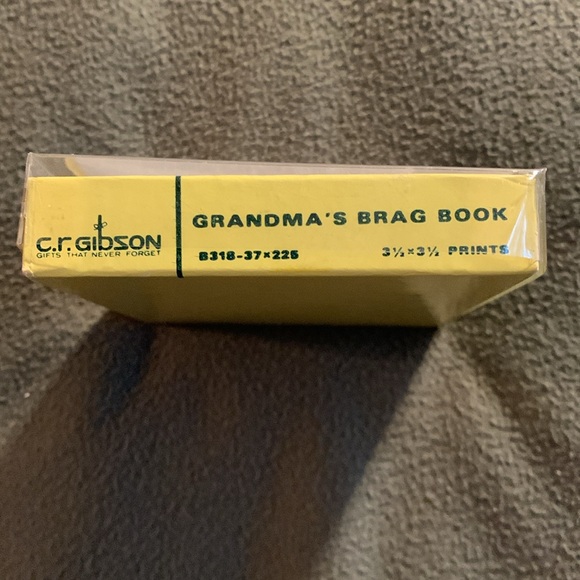 c.r. Gibson
GIFTS THAT NEVER FORGET
GRANDMA'S BRAG BOOK
B318-37×225
3½×3½ PRINTS